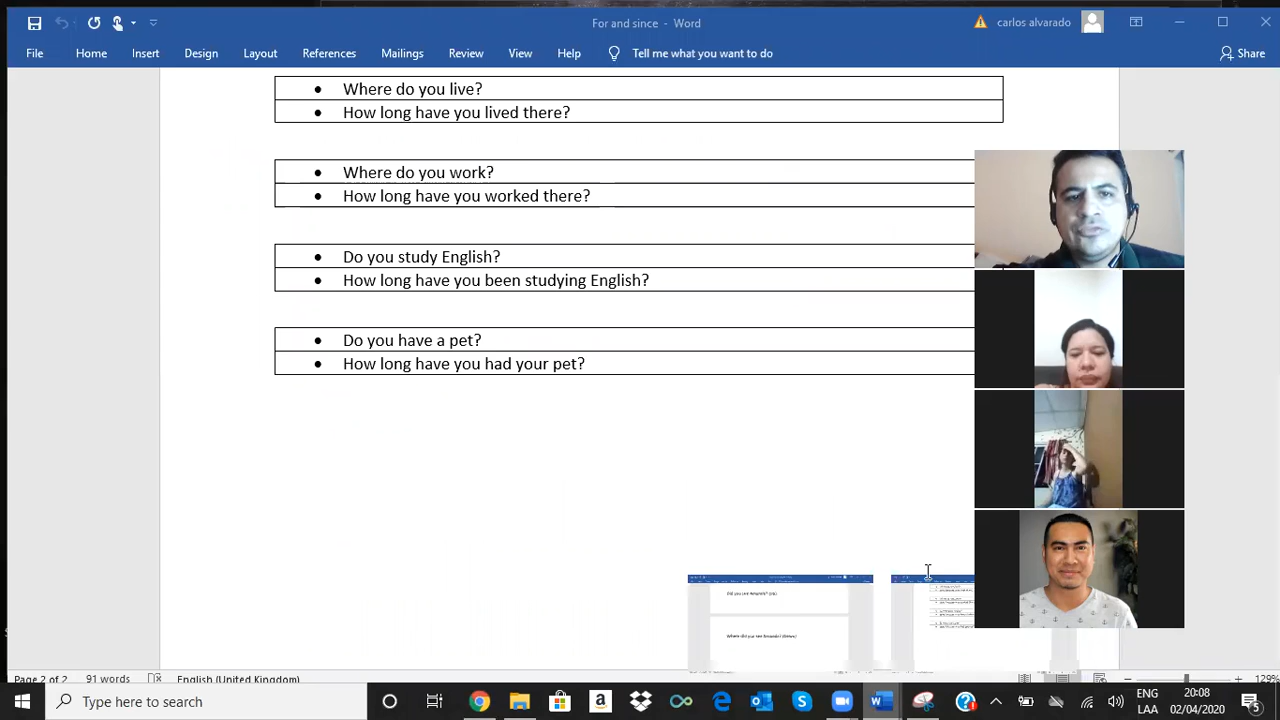 For and since - Word
carlos alvarado
File Home Insert Design Layout References Mailings Review View Help Tell me what you want to do Share
• Where do you live?
• How long have you lived there?
• Where do you work?
• How long have you worked there?
• Do you study English?
• How long have you been studying English?
• Do you have a pet?
• How long have you had your pet?
Page 2 of 2 91 words English (United Kingdom)
Type here to search
ENG
LAA
20:08
02/04/2020
5